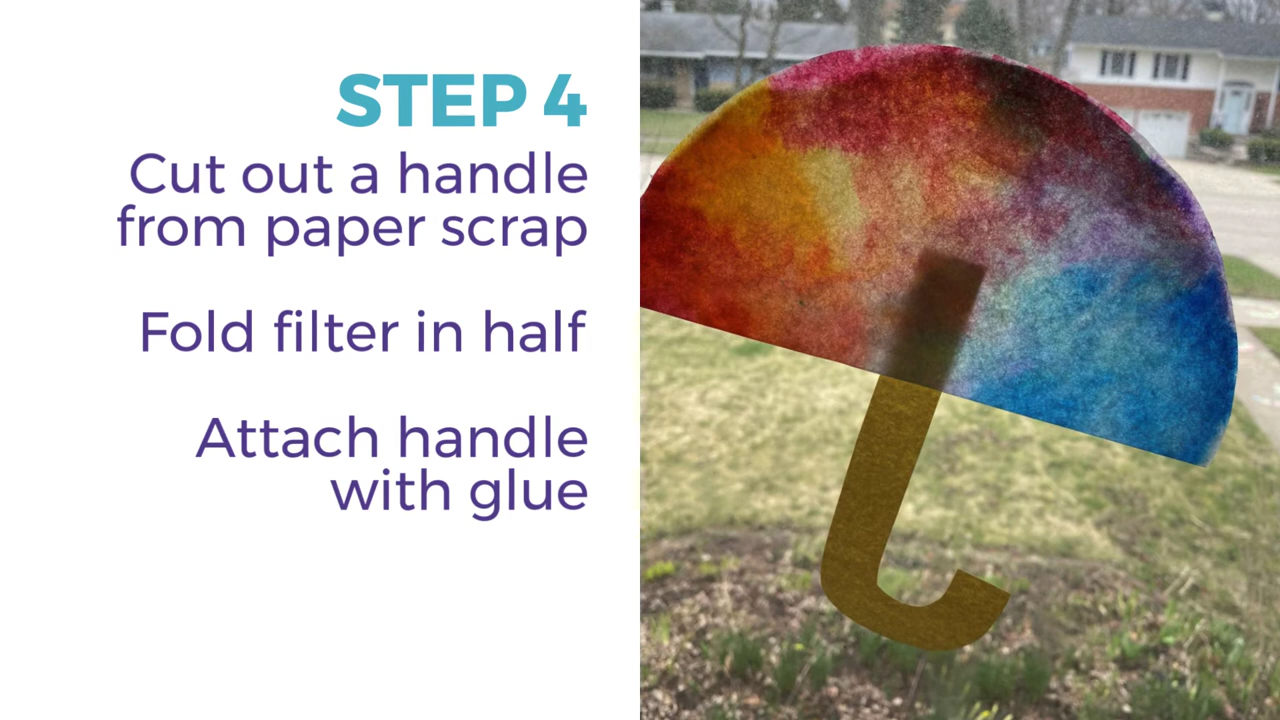 STEP 4
Cut out a handle
from paper scrap
Fold filter in half
Attach handle
with glue